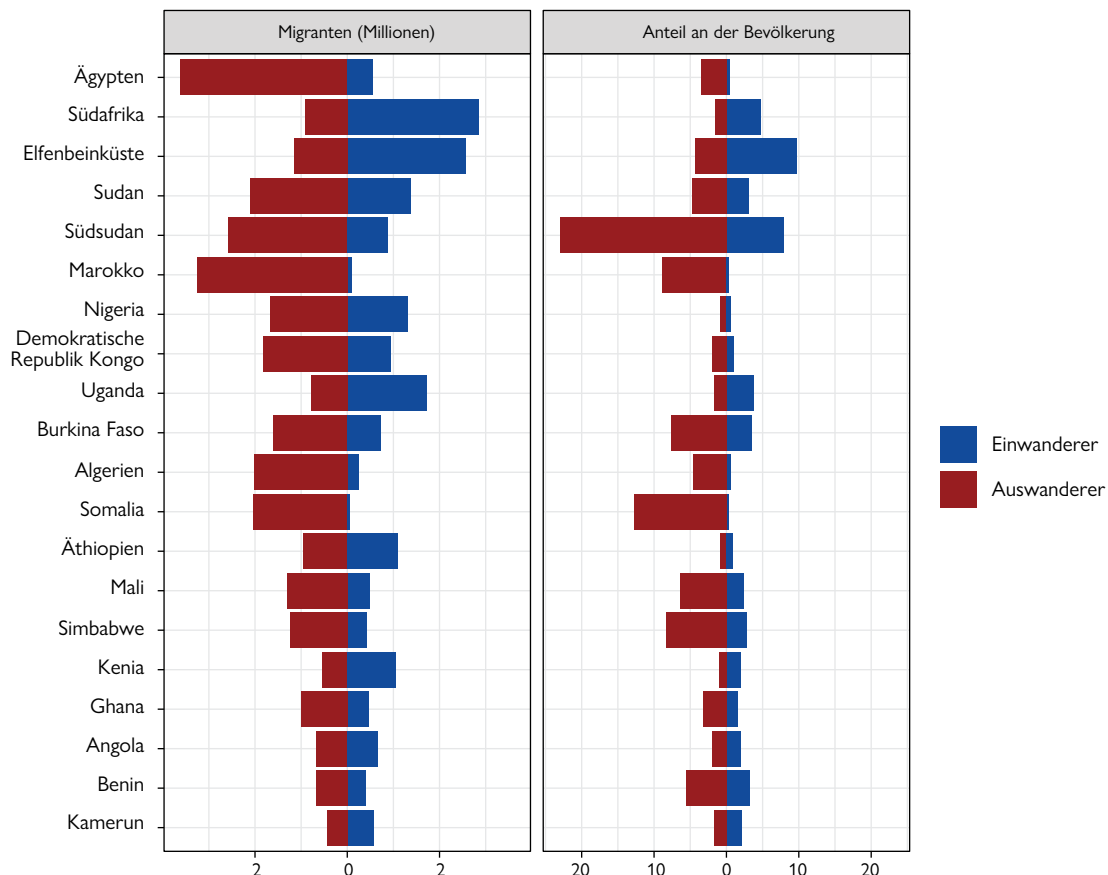 Migranten (Millionen)
Anteil an der Bevölkerung
Ägypten
Südafrika
Elfenbeinküste
Sudan
Südsudan
Marokko
Nigeria
Demokratische
Republik Kongo
Uganda
Burkina Faso
Algerien
Somalia
Äthiopien
Mali
Simbabwe
Kenia
Ghana
Angola
Benin
Kamerun
2 0 2
20 10 0 10 20
Einwanderer
Auswanderer